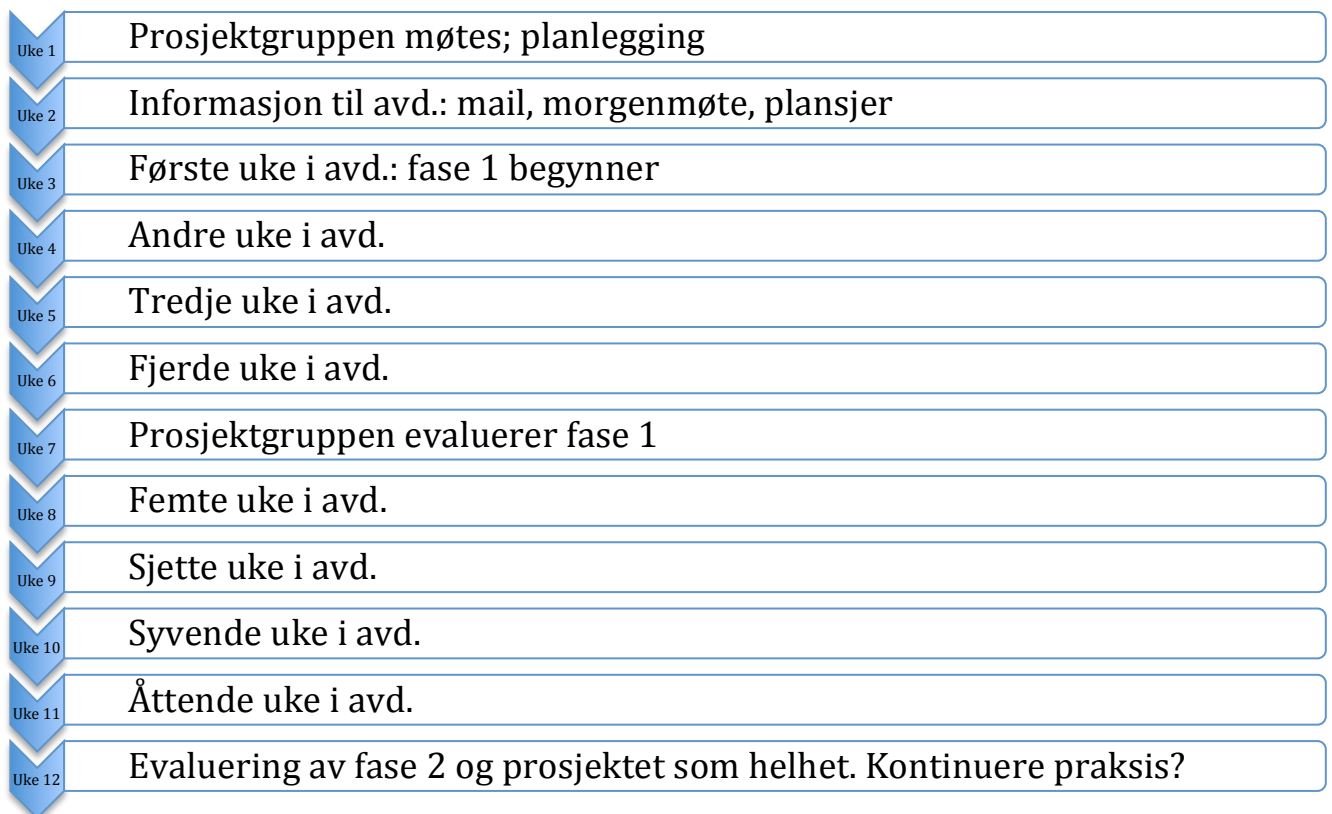 Uke 1 Prosjektgruppen møtes; planlegging
Uke 2 Informasjon til avd.: mail, morgenmøte, plansjer
Uke 3 Første uke i avd.: fase 1 begynner
Uke 4 Andre uke i avd.
Uke 5 Tredje uke i avd.
Uke 6 Fjerde uke i avd.
Uke 7 Prosjektgruppen evaluerer fase 1
Uke 8 Femte uke i avd.
Uke 9 Sjette uke i avd.
Uke 10 Syvende uke i avd.
Uke 11 Åttende uke i avd.
Uke 12 Evaluering av fase 2 og prosjektet som helhet. Kontinuere praksis?